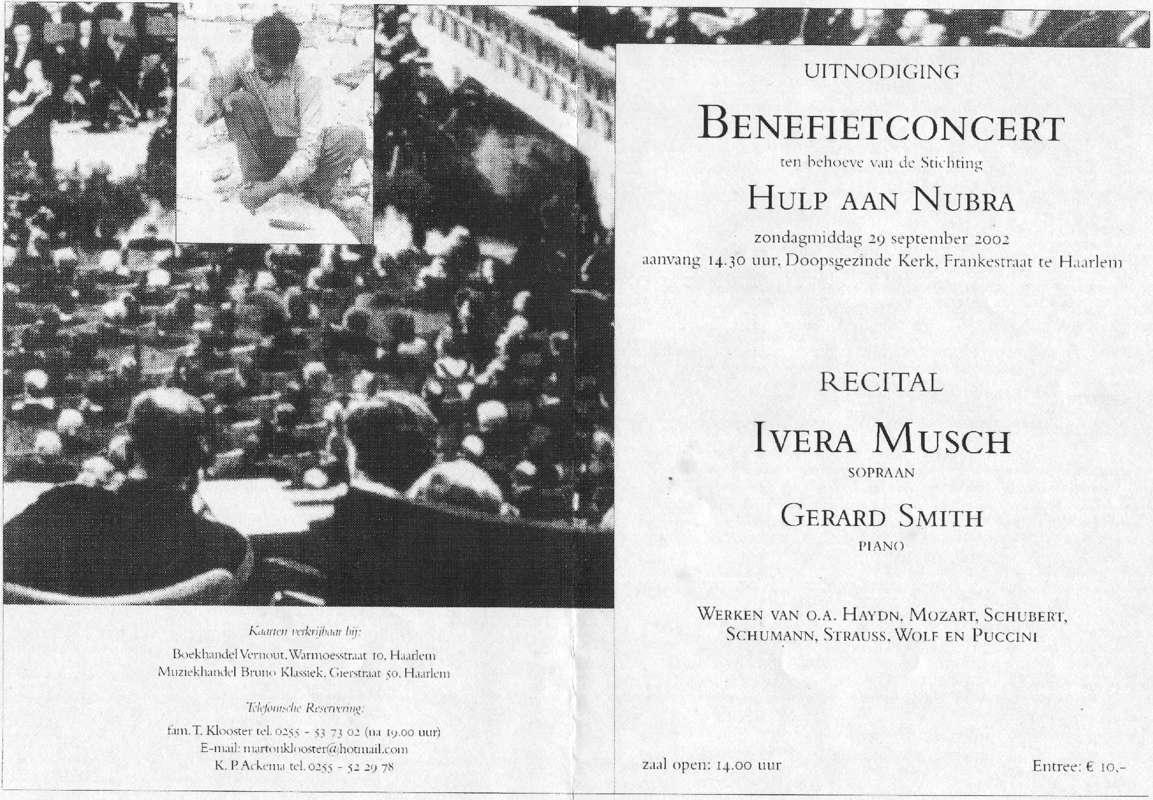 UITNODIGING
BENEFIETCONCERT
ten behoeve van de Stichting
HULP AAN NUBRA
zondagmiddag 29 september 2002
aanvang 14.30 uur, Doopsgezinde Kerk, Frankestraat te Haarlem
RECITAL
IVERA MUSCH
SOPRAAN
GERARD SMITH
PIANO
WERKEN VAN O.A. HAYDN, MOZART, SCHUBERT,
SCHUMANN, STRAUSS, WOLF EN PUCCINI
zaal open: 14.00 uur
Entree: € 10,-
Kaarten verkrijbaar bij:
Boekhandel Vernout, Warmoesstraat 10, Haarlem
Muziekhandel Bruno Klassiek, Gierstraat 50, Haarlem
Telefonische Reservering:
fam. T. Klooster tel. 0255 - 53 73 02 (na 19.00 uur)
E-mail: martonklooster@hotmail.com
K. P. Ackema tel. 0255 - 52 29 78